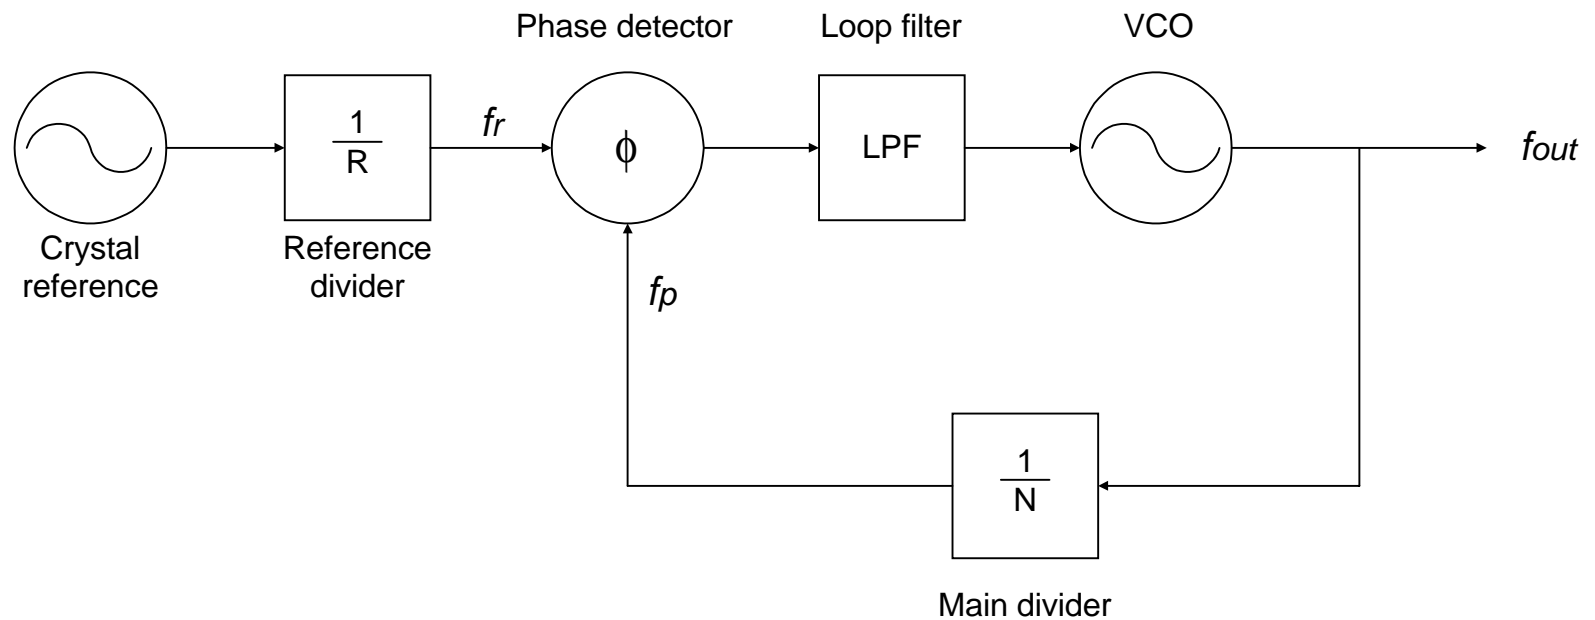 Phase detector
Loop filter
VCO
1
R
fr
ϕ
LPF
fout
Crystal
reference
Reference
divider
fp
1
N
Main divider